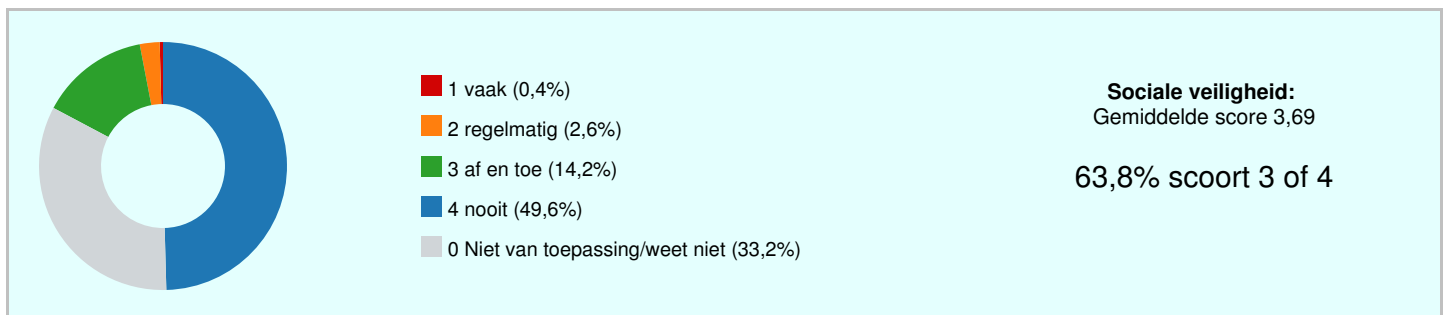 1 vaak (0,4%)
2 regelmatig (2,6%)
3 af en toe (14,2%)
4 nooit (49,6%)
0 Niet van toepassing/weet niet (33,2%)
Sociale veiligheid:
Gemiddelde score 3,69
63,8% scoort 3 of 4